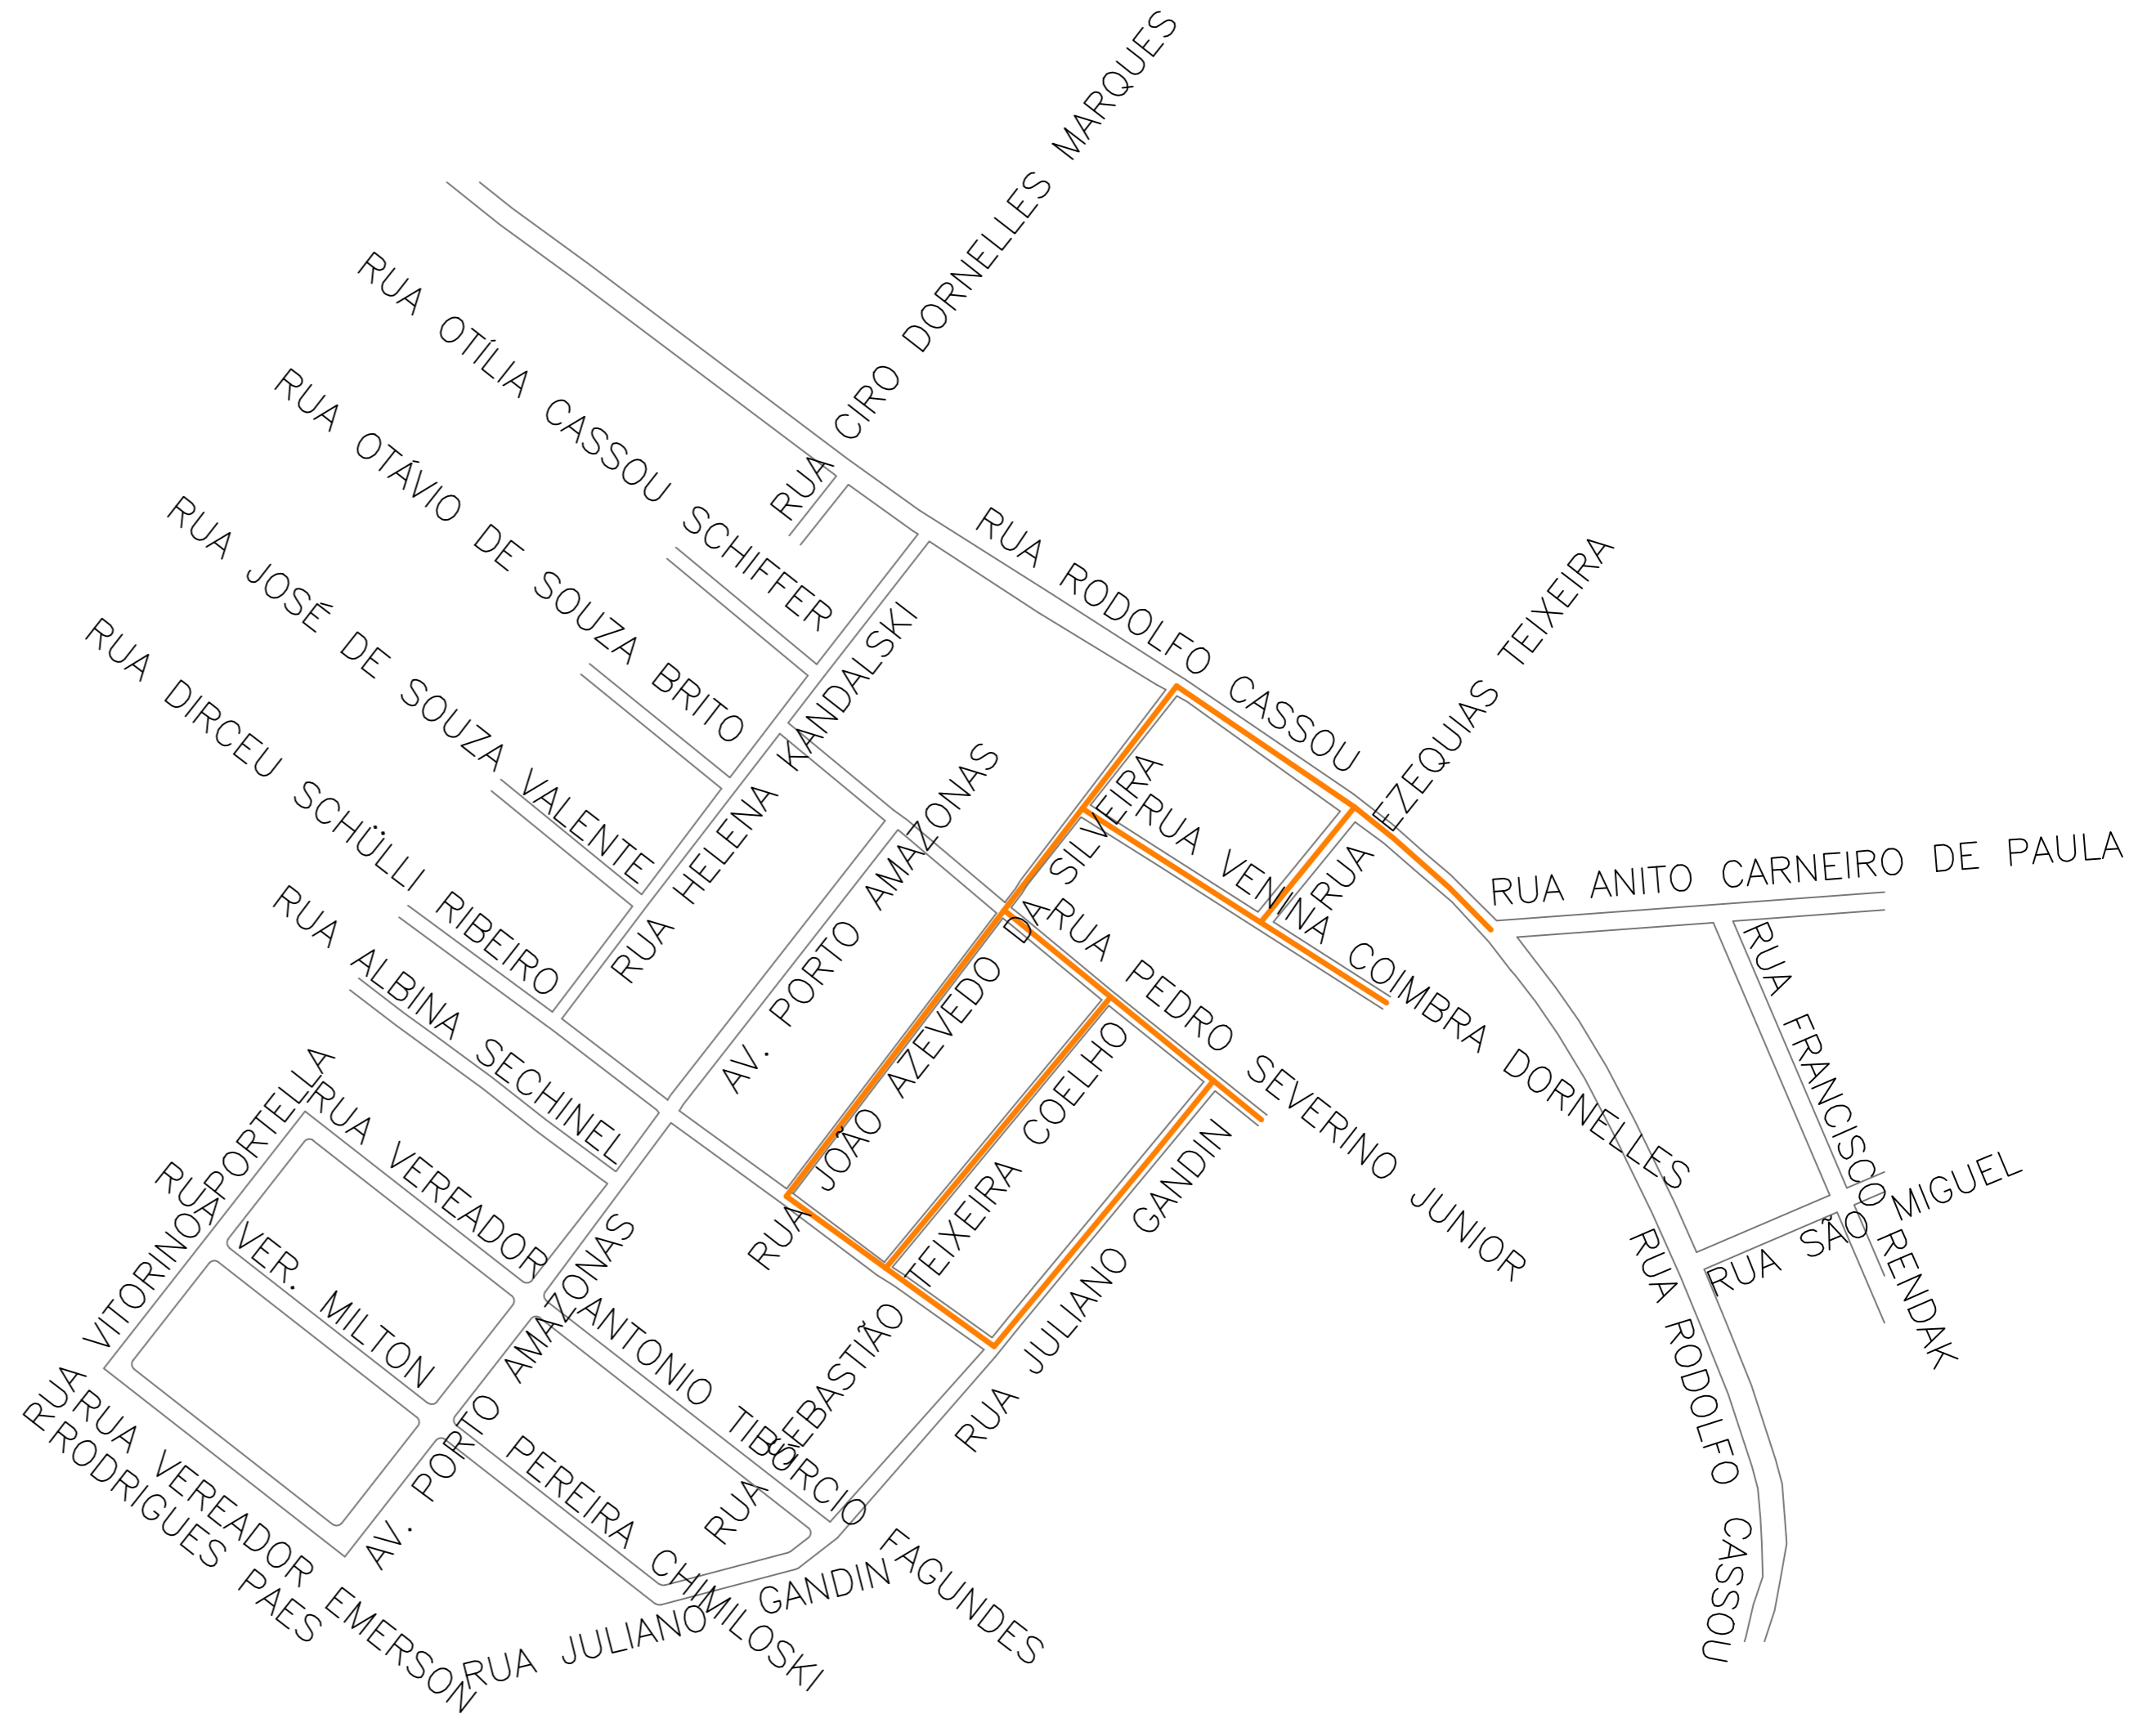 RUA CIRO DORNELLES MARQUES
RUA OTÍLIA CASSOU SCHIFFER
RUA OTÁVIO DE SOUZA BRITO
RUA JOSÉ DE SOUZA VALENTE
RUA DIRCEU SCHÜLLI RIBEIRO
RUA ALBINA SECHINEL
RUA HELENA KANDALSKI
AV. PORTO AMAZONAS
RUA RODOLFO CASSOU
RUA EZEQUIAS TEIXEIRA
RUA JOÃO AZEVEDO DA SILVEIRA
RUA VENINA COIMBRA DORNELLES
RUA PEDRO SEVERINO JUNIOR
RUA ANITO CARNEIRO DE PAULA
RUA FRANCISCO RENDAK
RUA SÃO MIGUEL
RUA RODOLFO CASSOU
RUA SEBASTIÃO TEIXEIRA COELHO
RUA JULIANO GANDIN
RUA VITORINO PORTELLA
RUA VEREADOR ANTONIO TIBÚRCIO FAGUNDES
RUA VER. MILTON PEREIRA CHIMILOSKI
AV. PORTO AMAZONAS
RUA VEREADOR EMERSON
RRODRIGUES PAES
RUA JULIANO GANDIN